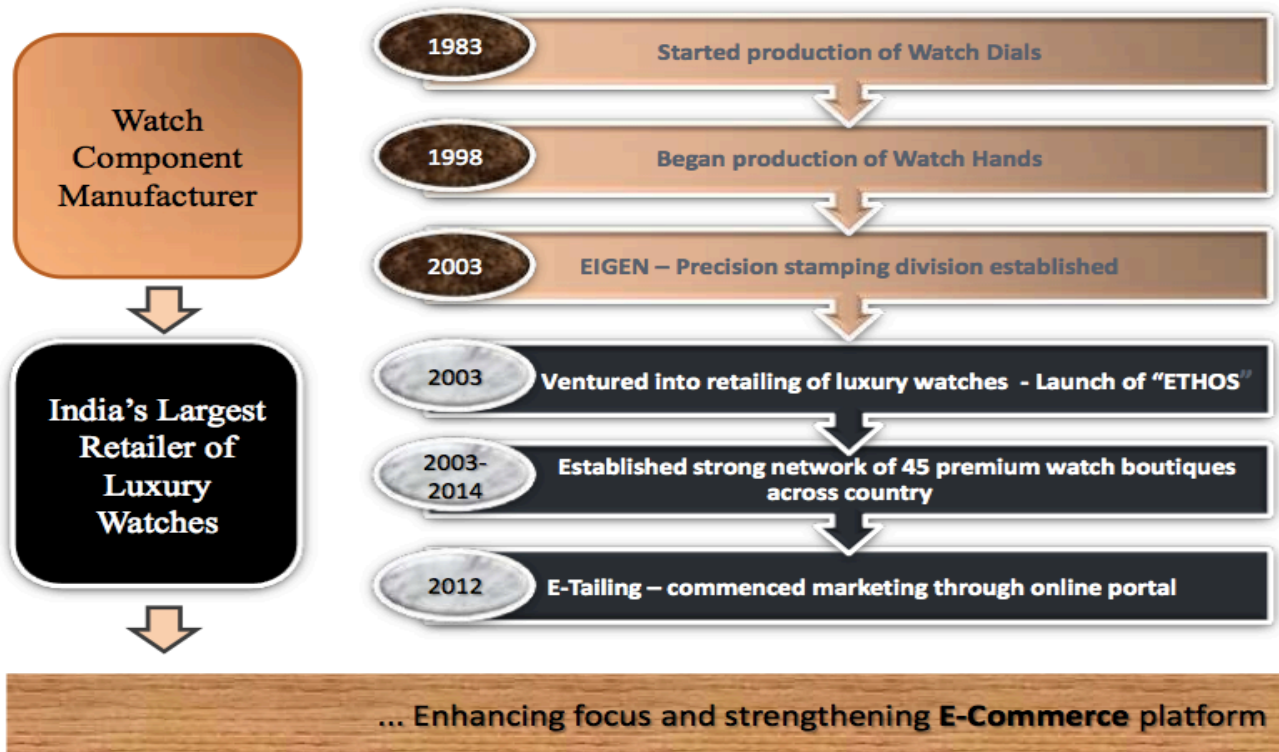 Watch
Component
Manufacturer
India's Largest
Retailer of
Luxury
Watches
1983
Started production of Watch Dials
1998
Began production of Watch Hands
2003
EIGEN – Precision stamping division established
2003
Ventured into retailing of luxury watches - Launch of “ETHOS”
2003-
2014
Established strong network of 45 premium watch boutiques
across country
2012
E-Tailing – commenced marketing through online portal
... Enhancing focus and strengthening E-Commerce platform